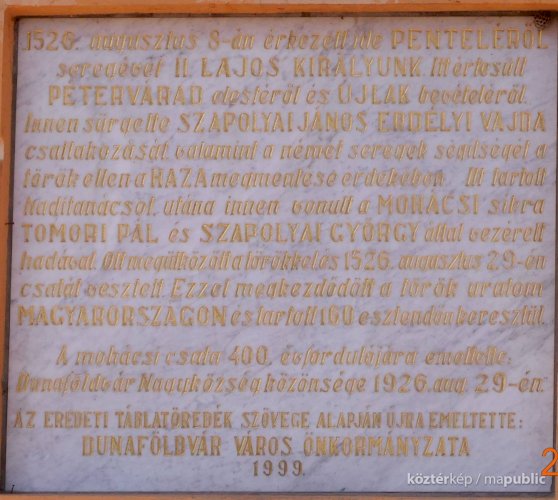 1526. augusztus 8-án érkezett ide PENTELÉRŐL
seregével II. LAJOS KIRÁLYUNK. Itt értesült
PÉTERVÁRAD elestéről és ÚJLAK bevételéről.
Innen sürgette SZAPOLYAI JÁNOS ERDÉLYI VAJDA
csatlakozását, valamint a német seregek segítségét a
török ellen a HAZA megmentése érdekében. Itt tartott
haditanácsot, utána innen vonult a MOHÁCSI síkra
TOMORI PÁL és SZAPOLYAI GYÖRGY által vezérelt
hadával. Ott megütközött a törökkel és 1526. augusztus 29-én
csatát vesztett. Ezzel megkezdődött a török uralom
MAGYARORSZÁGON és tartott 160 esztendőn keresztül.
A mohácsi csata 400. évfordulójára emeltette:
Dunaföldvár Nagyközség közönsége 1926. aug. 29-én.
AZ EREDETI TÁBLATÖREDÉK SZÖVEGE ALAPJÁN ÚJRA EMELTETTE:
DUNAFÖLDVÁR VÁROS ÖNKORMÁNYZATA
1999.
köztérkép / mapublic
2